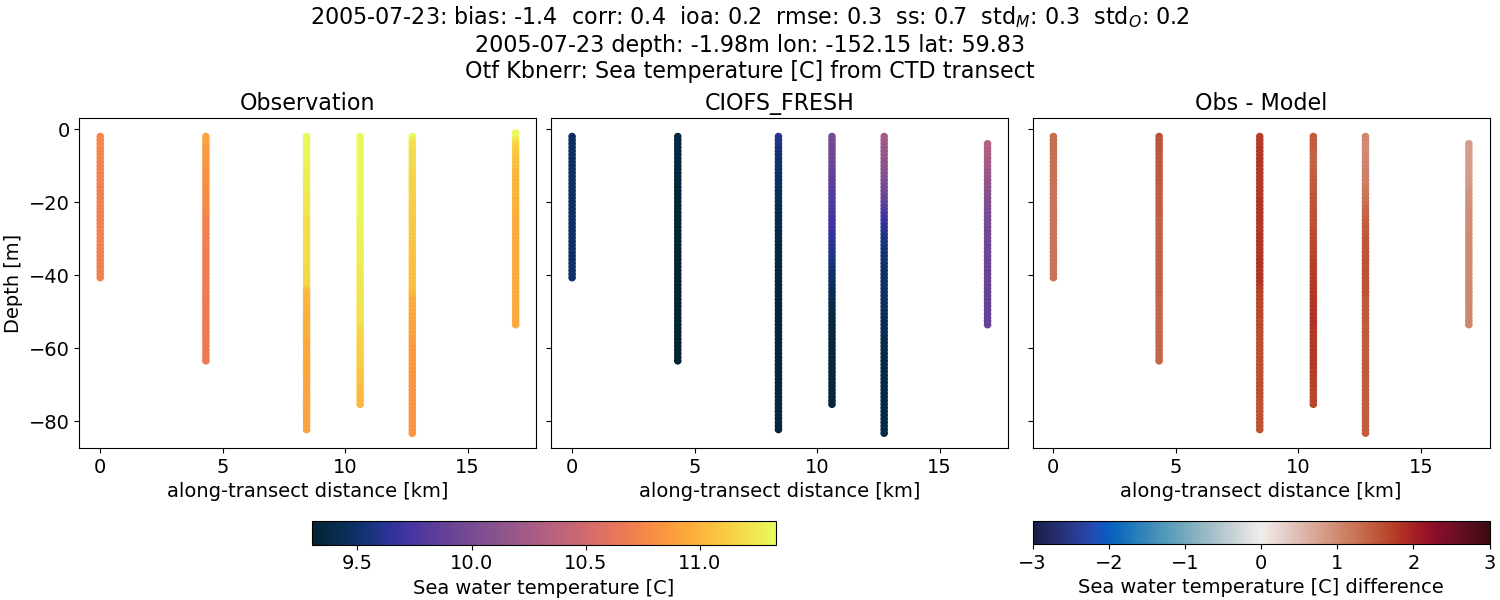 2005-07-23: bias: -1.4  corr: 0.4  ioa: 0.2  rmse: 0.3  ss: 0.7  std_M: 0.3  std_O: 0.2
2005-07-23 depth: -1.98m lon: -152.15 lat: 59.83
Otf Kbnerr: Sea temperature [C] from CTD transect
Observation
CIOFS_FRESH
Obs - Model
Depth [m]
0
−20
−40
−60
−80
0 5 10 15
0 5 10 15
0 5 10 15
along-transect distance [km]
along-transect distance [km]
along-transect distance [km]
9.5 10.0 10.5 11.0
Sea water temperature [C]
−3 −2 −1 0 1 2 3
Sea water temperature [C] difference